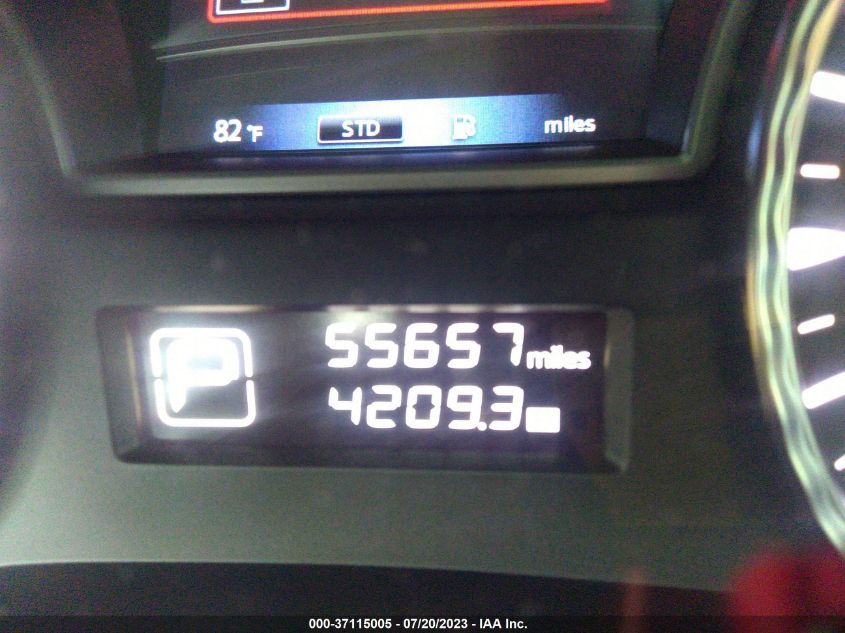 82 °F STD miles
P 55657 miles
4209.3
000-37115005 - 07/20/2023 - IAA Inc.